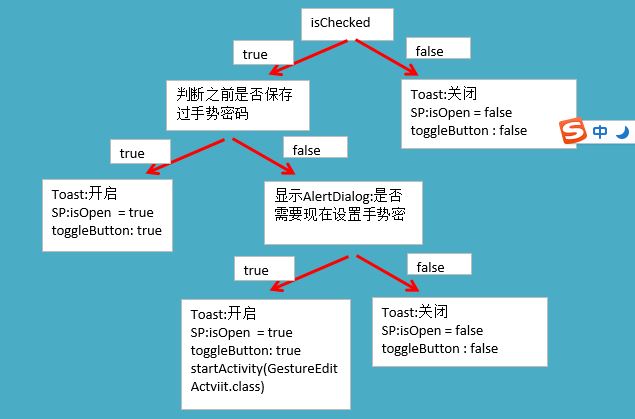 isChecked
true
false
判断之前是否保存
过手势密码
Toast:关闭
SP:isOpen = false
toggleButton : false
中
true
false
Toast:开启
SP:isOpen  = true
toggleButton: true
显示AlertDialog:是否
需要现在设置手势密
true
false
Toast:开启
SP:isOpen  = true
toggleButton: true
startActivity(GestureEdit
Actviit.class)
Toast:关闭
SP:isOpen = false
toggleButton : false